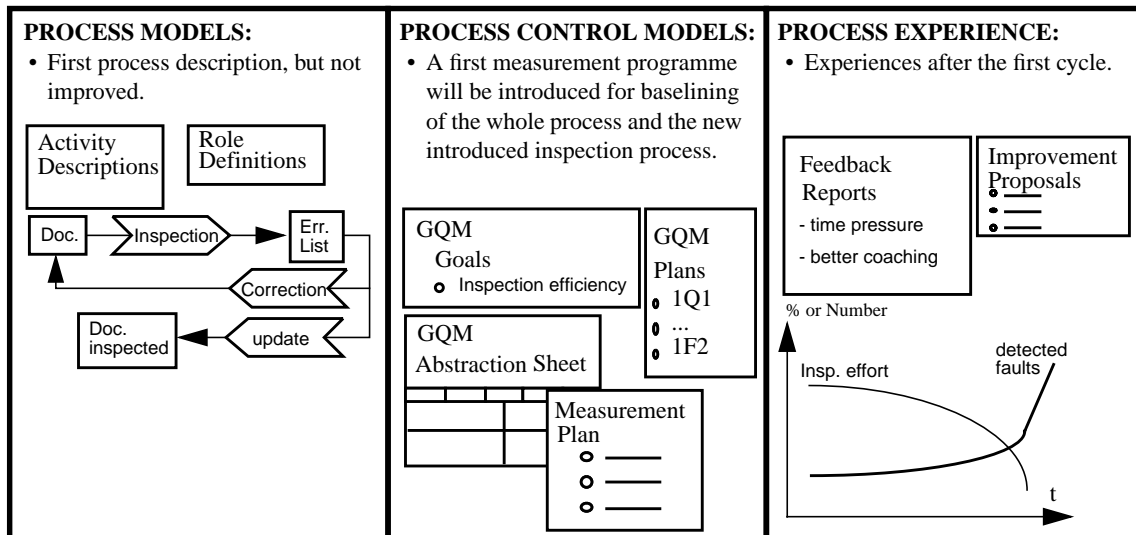 PROCESS MODELS:
• First process description, but not
improved.
Activity
Descriptions
Role
Definitions
Doc.
Inspection
Err.
List
Correction
Doc.
inspected
update
PROCESS CONTROL MODELS:
• A first measurement programme
will be introduced for baselining
of the whole process and the new
introduced inspection process.
GQM
Goals
Inspection efficiency
GQM
Plans
1Q1
...
1F2
GQM
Abstraction Sheet
Measurement
Plan
PROCESS EXPERIENCE:
• Experiences after the first cycle.
Feedback
Reports
- time pressure
- better coaching
Improvement
Proposals
% or Number
Insp. effort
detected
faults
t